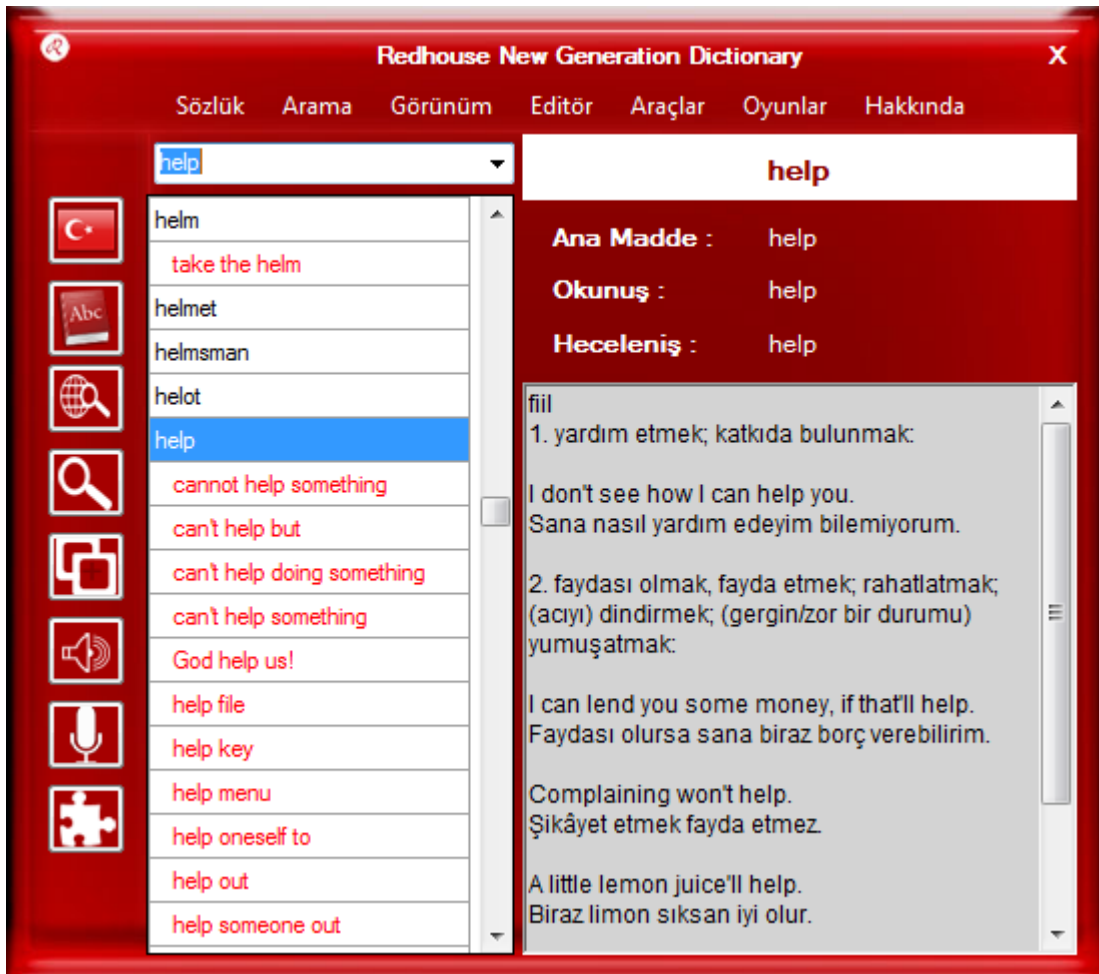 Redhouse New Generation Dictionary
X
Sözlük Arama Görünüm Editör Araçlar Oyunlar Hakkında
help
Abc
helm
take the helm
helmet
helmsman
helot
help
cannot help something
can't help but
can't help doing something
can't help something
God help us!
help file
help key
help menu
help oneself to
help out
help someone out
help
Ana Madde : help
Okunuş : help
Heceleniş : help
fiil
1. yardım etmek; katkıda bulunmak:
I don't see how I can help you.
Sana nasıl yardım edeyim bilemiyorum.
2. faydası olmak, fayda etmek; rahatlatmak;
(acıyı) dindirmek; (gergin/zor bir durumu)
yumuşatmak:
I can lend you some money, if that'll help.
Faydası olursa sana biraz borç verebilirim.
Complaining won't help.
Şikâyet etmek fayda etmez.
A little lemon juice'll help.
Biraz limon sıksan iyi olur.